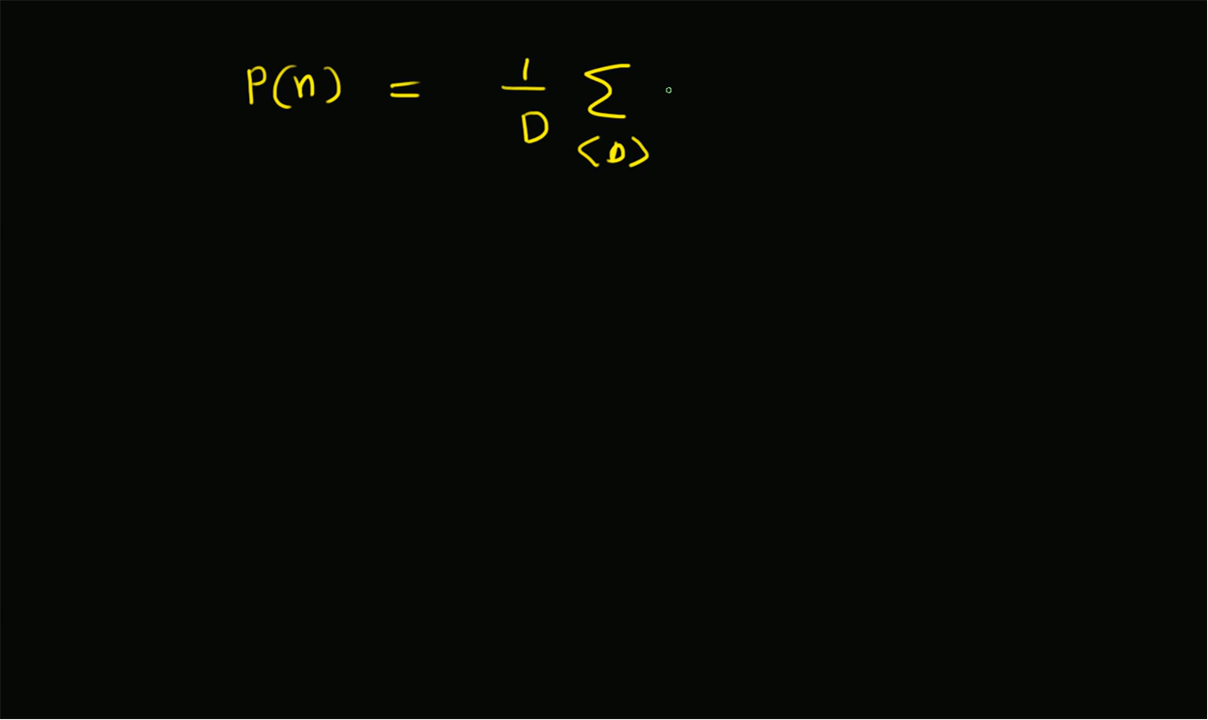 P(n) = 1/D Σ <D>